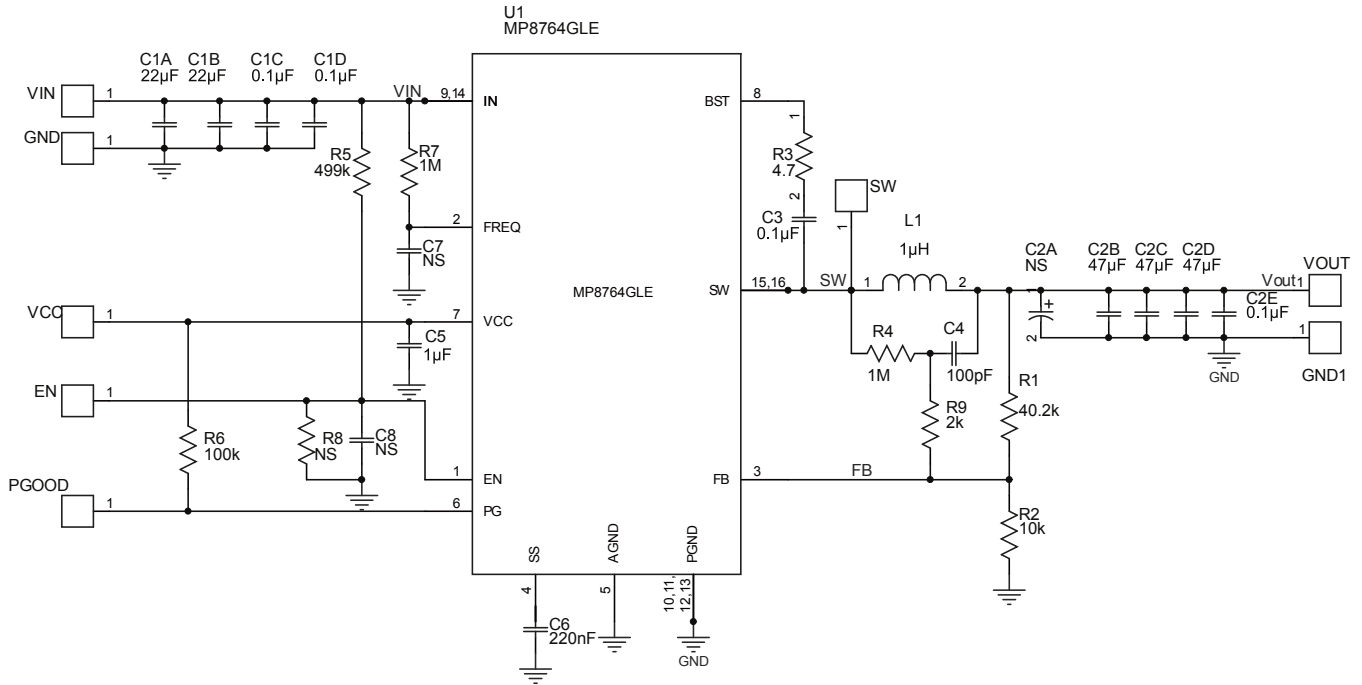 U1
MP8764GLE
C1A
22µF
C1B
22µF
C1C
0.1µF
C1D
0.1µF
VIN
1
GND
1
VIN
9,14
IN
R5
499k
R7
1M
2
FREQ
C7
NS
VCC
1
7
VCC
C5
1µF
EN
1
R6
100k
R8
NS
C8
NS
1
EN
PGOOD
1
6
PG
MP8764GLE
SS
4
C6
220nF
AGND
5
PGND
10,11,
12,13
GND
BST
8
1
R3
4.7
2
C3
0.1µF
SW
1
SW
15,16
SW
L1
1µH
1
2
R4
1M
C4
100pF
R9
2k
R1
40.2k
FB
3
FB
R2
10k
C2A
NS
1
+
2
C2B
47µF
C2C
47µF
C2D
47µF
C2E
0.1µF
GND
Vout
1
VOUT
1
GND1